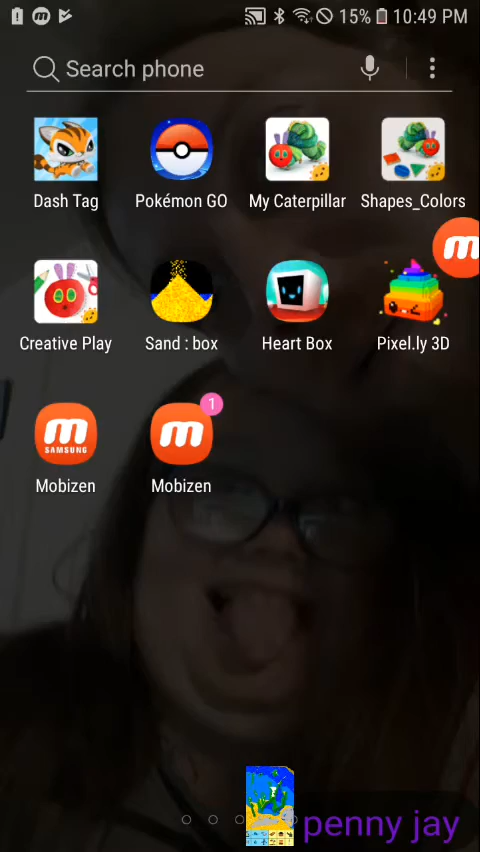 15% 10:49 PM
Search phone
Dash Tag Pokémon GO My Caterpillar Shapes_Colors
m
Creative Play Sand : box Heart Box Pixel.ly 3D
m SAMSUNG m 1
Mobizen Mobizen
penny jay